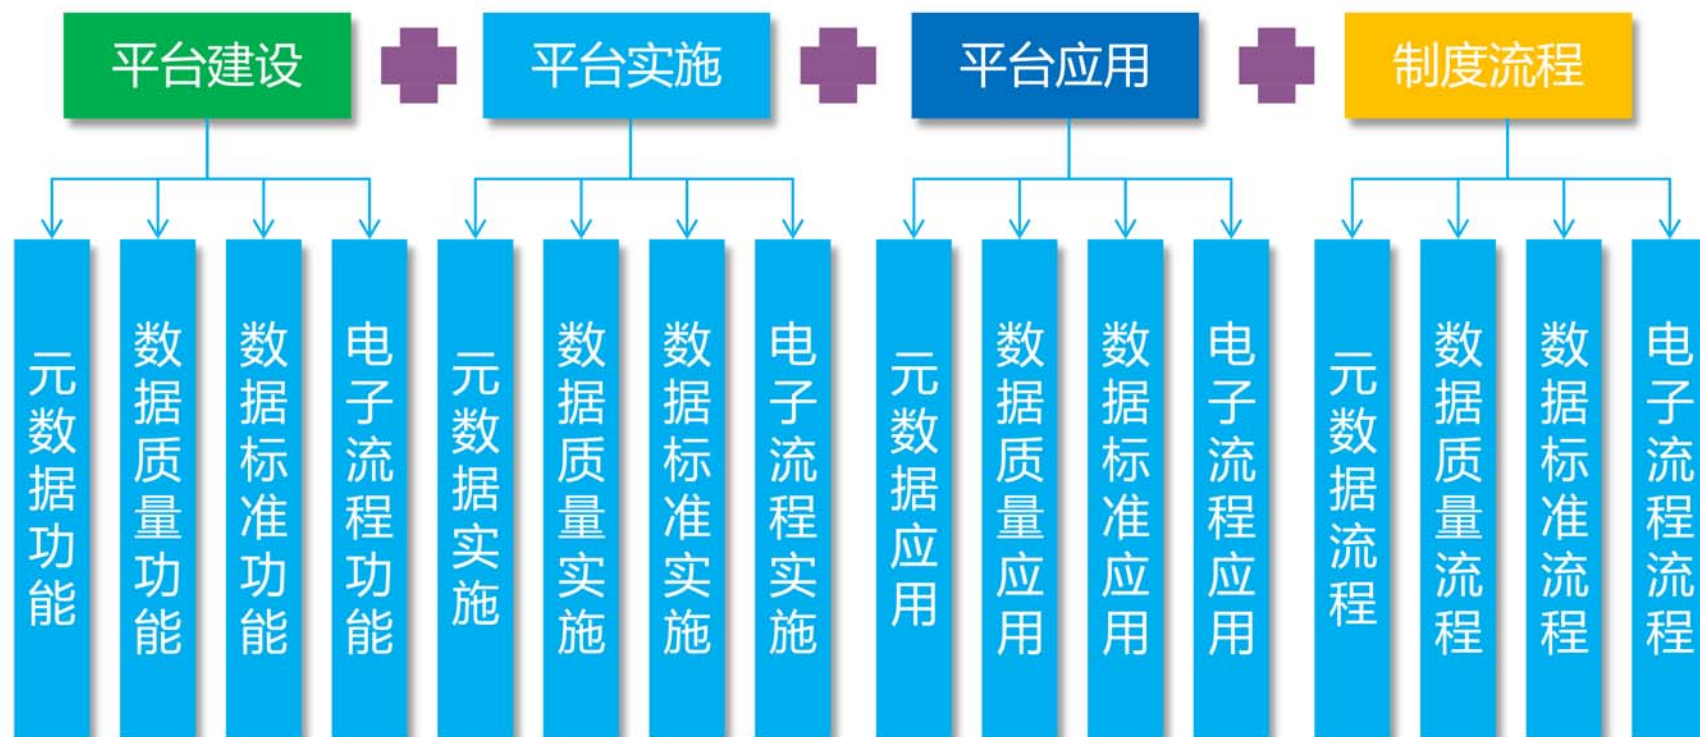 平台建设
平台实施
平台应用
制度流程
元数据功能
数据质量功能
数据标准功能
电子流程功能
元数据实施
数据质量实施
数据标准实施
电子流程实施
元数据应用
数据质量应用
数据标准应用
电子流程应用
元数据流程
数据质量流程
数据标准流程
电子流程流程